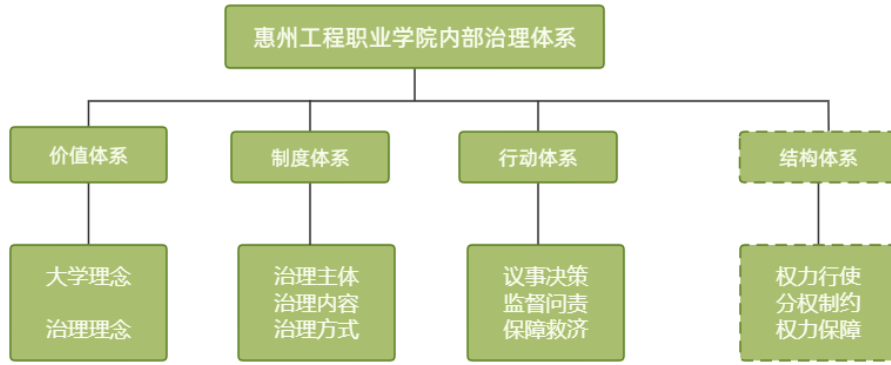 惠州工程职业学院内部治理体系
价值体系
制度体系
行动体系
结构体系
大学理念
治理理念
治理主体
治理内容
治理方式
议事决策
监督问责
保障救济
权力行使
分权制约
权力保障